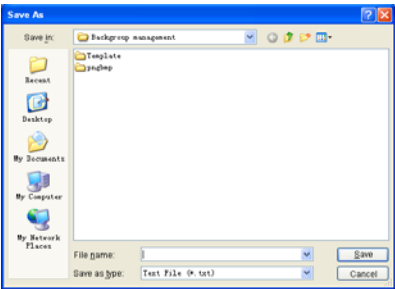 Save As
Save in: Backgroup management
Template
pngbmp
Recent
Desktop
My Documents
My Computer
My Network
Places
File name:
Save
Save as type: Text File (*.txt)
Cancel